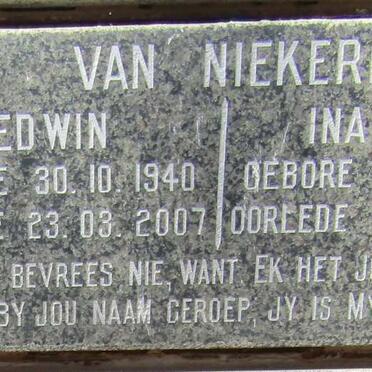 VAN NIEKER
EDWIN INA
E 30.10.1940 GEBORE
E 23.03.2007 OORLEDE
BEVREES NIE, WANT EK HET J
BY JOU NAAM GEROEP, JY IS MY